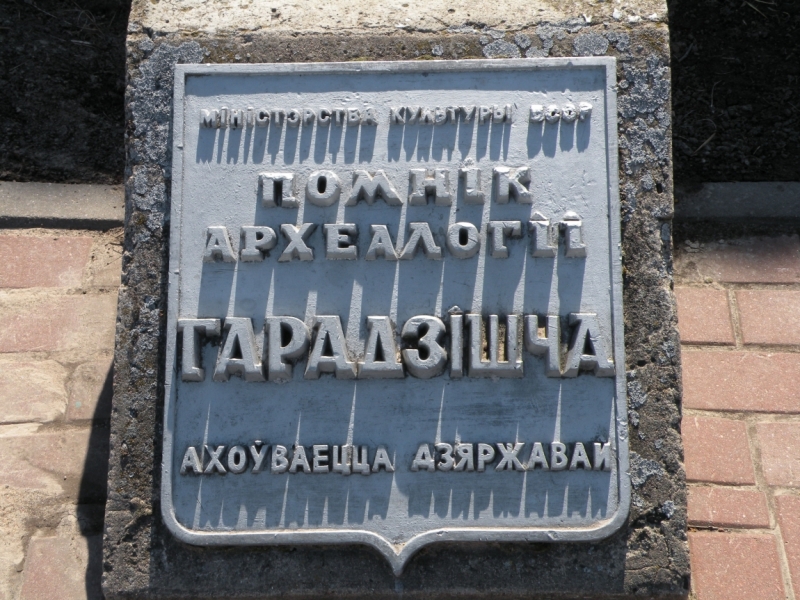 МІНІСТЭРСТВА КУЛЬТУРЫ БССР
ПОМНІК
АРХЕАЛОГІІ
ГАРАДЗІШЧА
АХОЎВАЕЦЦА ДЗЯРЖАВАЙ